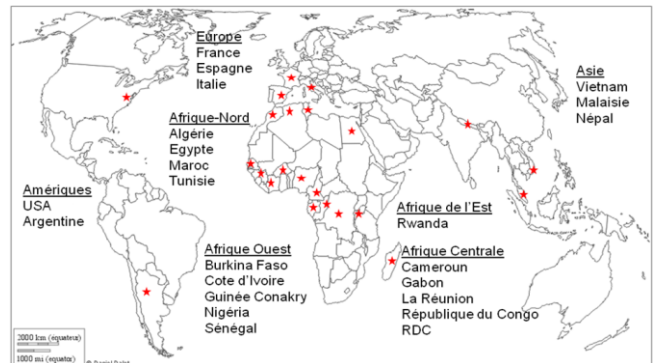 Europe
France
Espagne
Italie
Asie
Vietnam
Malaisie
Népal
Afrique-Nord
Algérie
Egypte
Maroc
Tunisie
Amériques
USA
Argentine
Afrique de l'Est
Rwanda
Afrique Ouest
Burkina Faso
Cote d'Ivoire
Guinée Conakry
Nigéria
Sénégal
Afrique Centrale
Cameroun
Gabon
La Réunion
République du Congo
RDC
2000 km (équateur)
1000 mi (equator)